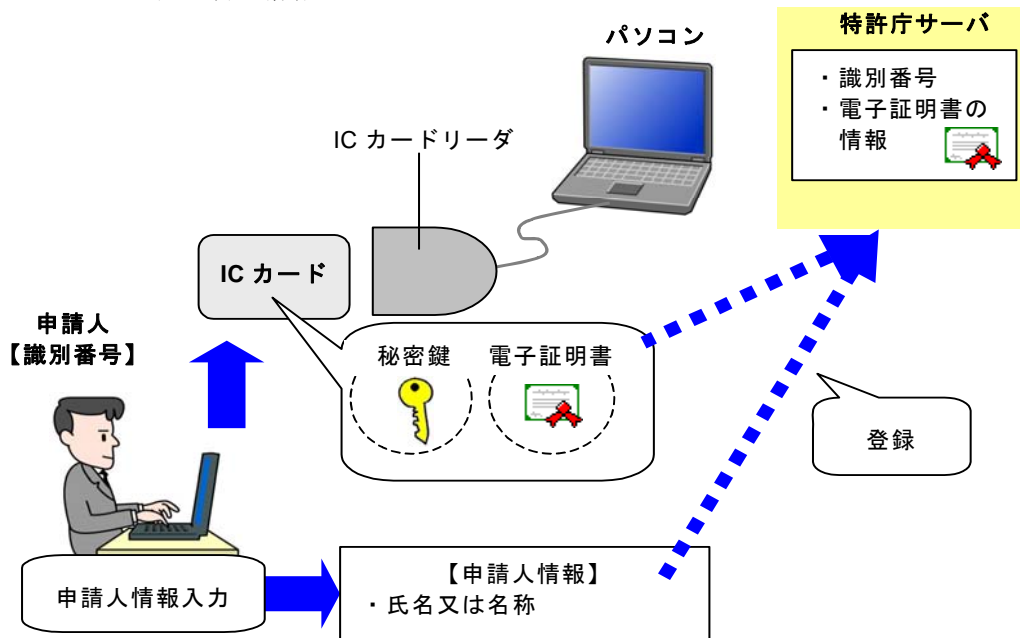 パソコン
特許庁サーバ
・識別番号
・電子証明書の
情報
IC カードリーダ
IC カード
申請人
【識別番号】
秘密鍵
電子証明書
登録
申請人情報入力
【申請人情報】
・氏名又は名称